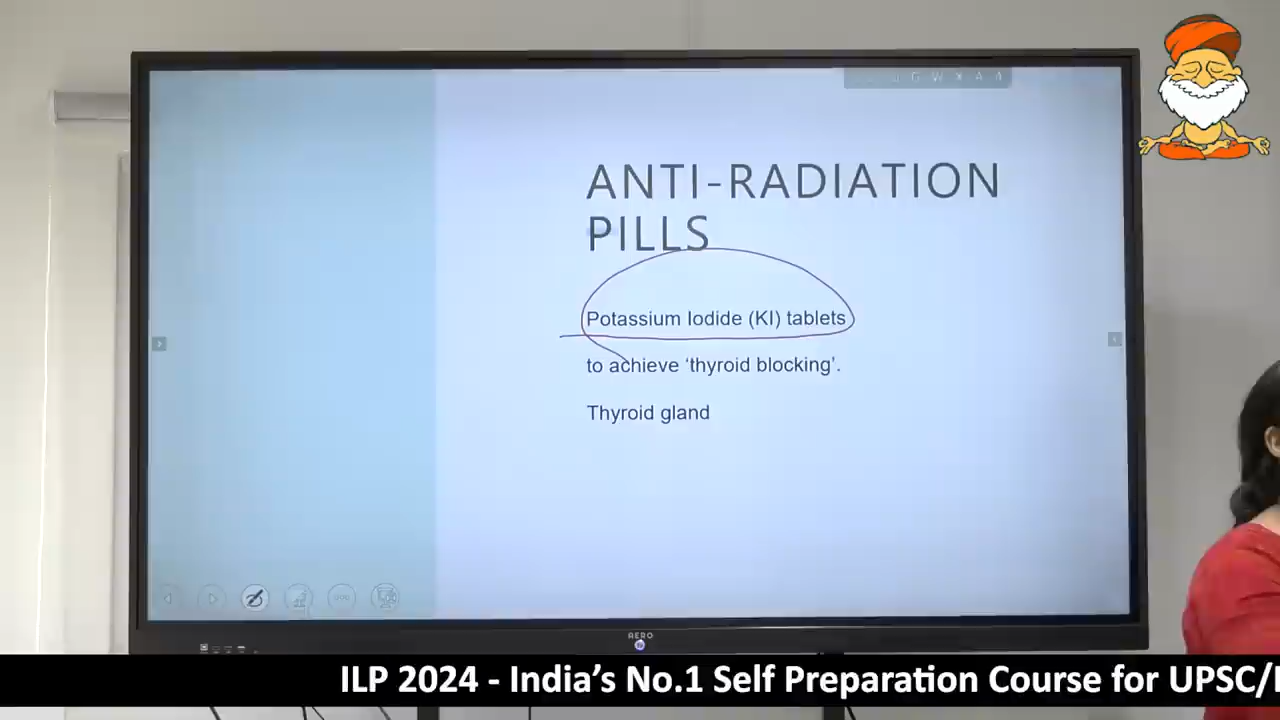 ANTI-RADIATION
PILLS
Potassium Iodide (KI) tablets
to achieve ‘thyroid blocking’.
Thyroid gland
AERO
ILP 2024 - India’s No.1 Self Preparation Course for UPSC/